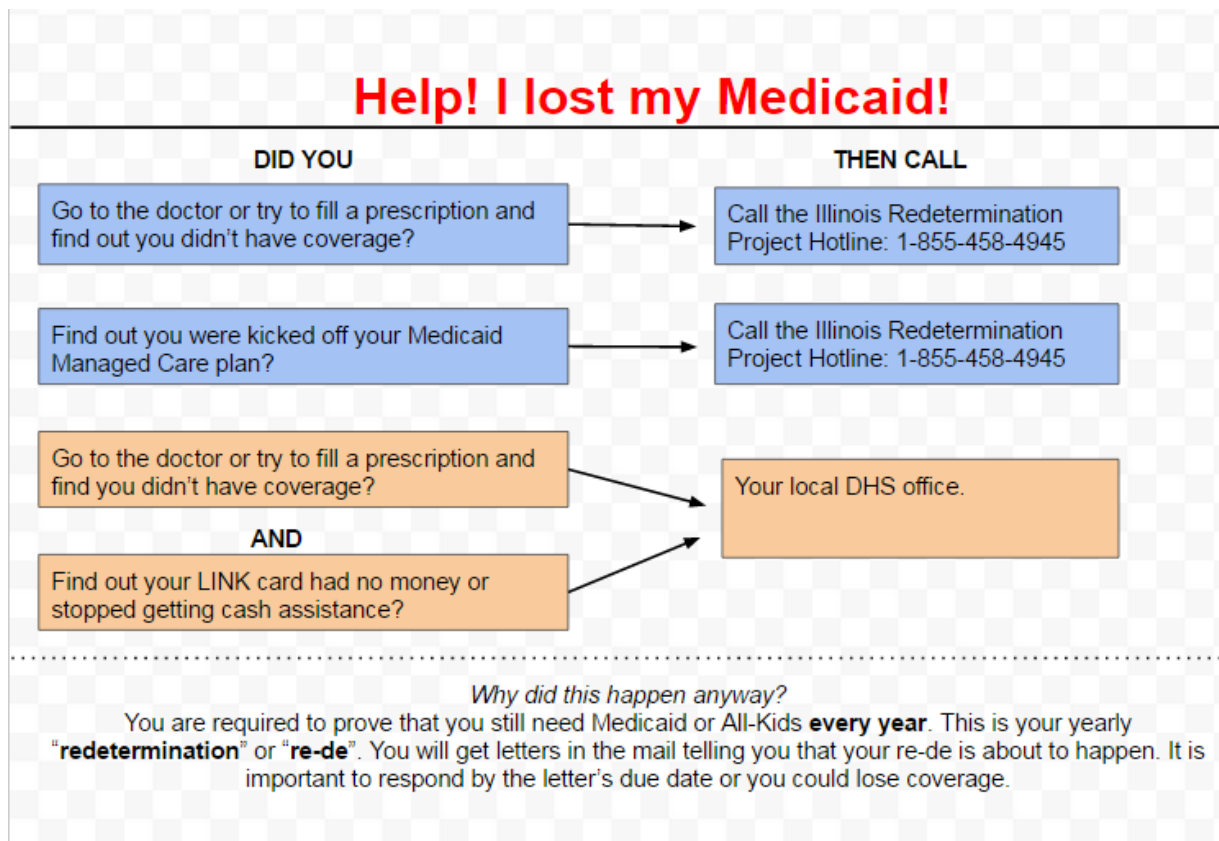 Help! I lost my Medicaid!
DID YOU
THEN CALL
Go to the doctor or try to fill a prescription and
find out you didn’t have coverage?
Call the Illinois Redetermination
Project Hotline: 1-855-458-4945
Find out you were kicked off your Medicaid
Managed Care plan?
Call the Illinois Redetermination
Project Hotline: 1-855-458-4945
Go to the doctor or try to fill a prescription and
find you didn’t have coverage?
AND
Find out your LINK card had no money or
stopped getting cash assistance?
Your local DHS office.
Why did this happen anyway?
You are required to prove that you still need Medicaid or All-Kids every year. This is your yearly
“redetermination” or “re-de”. You will get letters in the mail telling you that your re-de is about to happen. It is
important to respond by the letter’s due date or you could lose coverage.